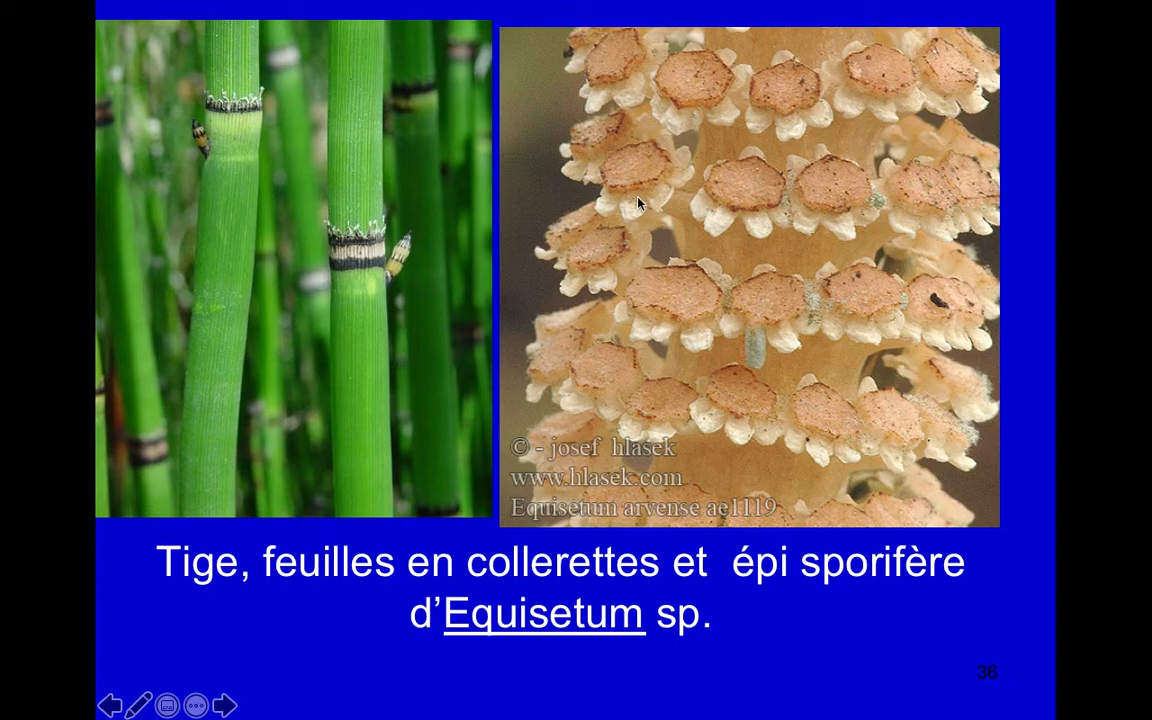 © - josef hlasek
www.hlasek.com
Equisetum arvense ae1119
Tige, feuilles en collerettes et  épi sporifère
d’Equisetum sp.
36